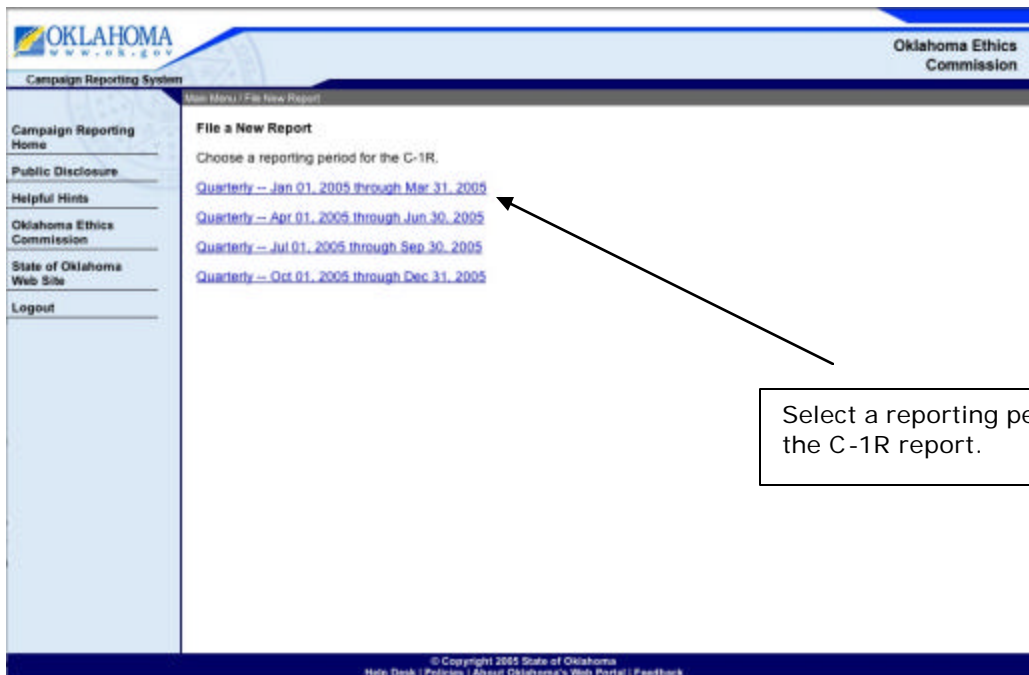 OKLAHOMA
www.ok.gov
Campaign Reporting System
Oklahoma Ethics
Commission
Main Menu / File New Report
Campaign Reporting
Home
Public Disclosure
Helpful Hints
Oklahoma Ethics
Commission
State of Oklahoma
Web Site
Logout
File a New Report
Choose a reporting period for the C-1R.
Quarterly -- Jan 01, 2005 through Mar 31, 2005
Quarterly -- Apr 01, 2005 through Jun 30, 2005
Quarterly -- Jul 01, 2005 through Sep 30, 2005
Quarterly -- Oct 01, 2005 through Dec 31, 2005
Select a reporting pe
the C-1R report.
© Copyright 2005 State of Oklahoma
Help Desk | Policies | About Oklahoma's Web Portal | Feedback